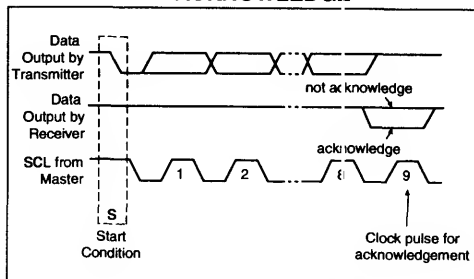 Data
Output by
Transmitter
not acknowledge
Data
Output by
Receiver
acknowledge
SCL from
Master
1
2
8
9
S
Start
Condition
Clock pulse for
acknowledgement